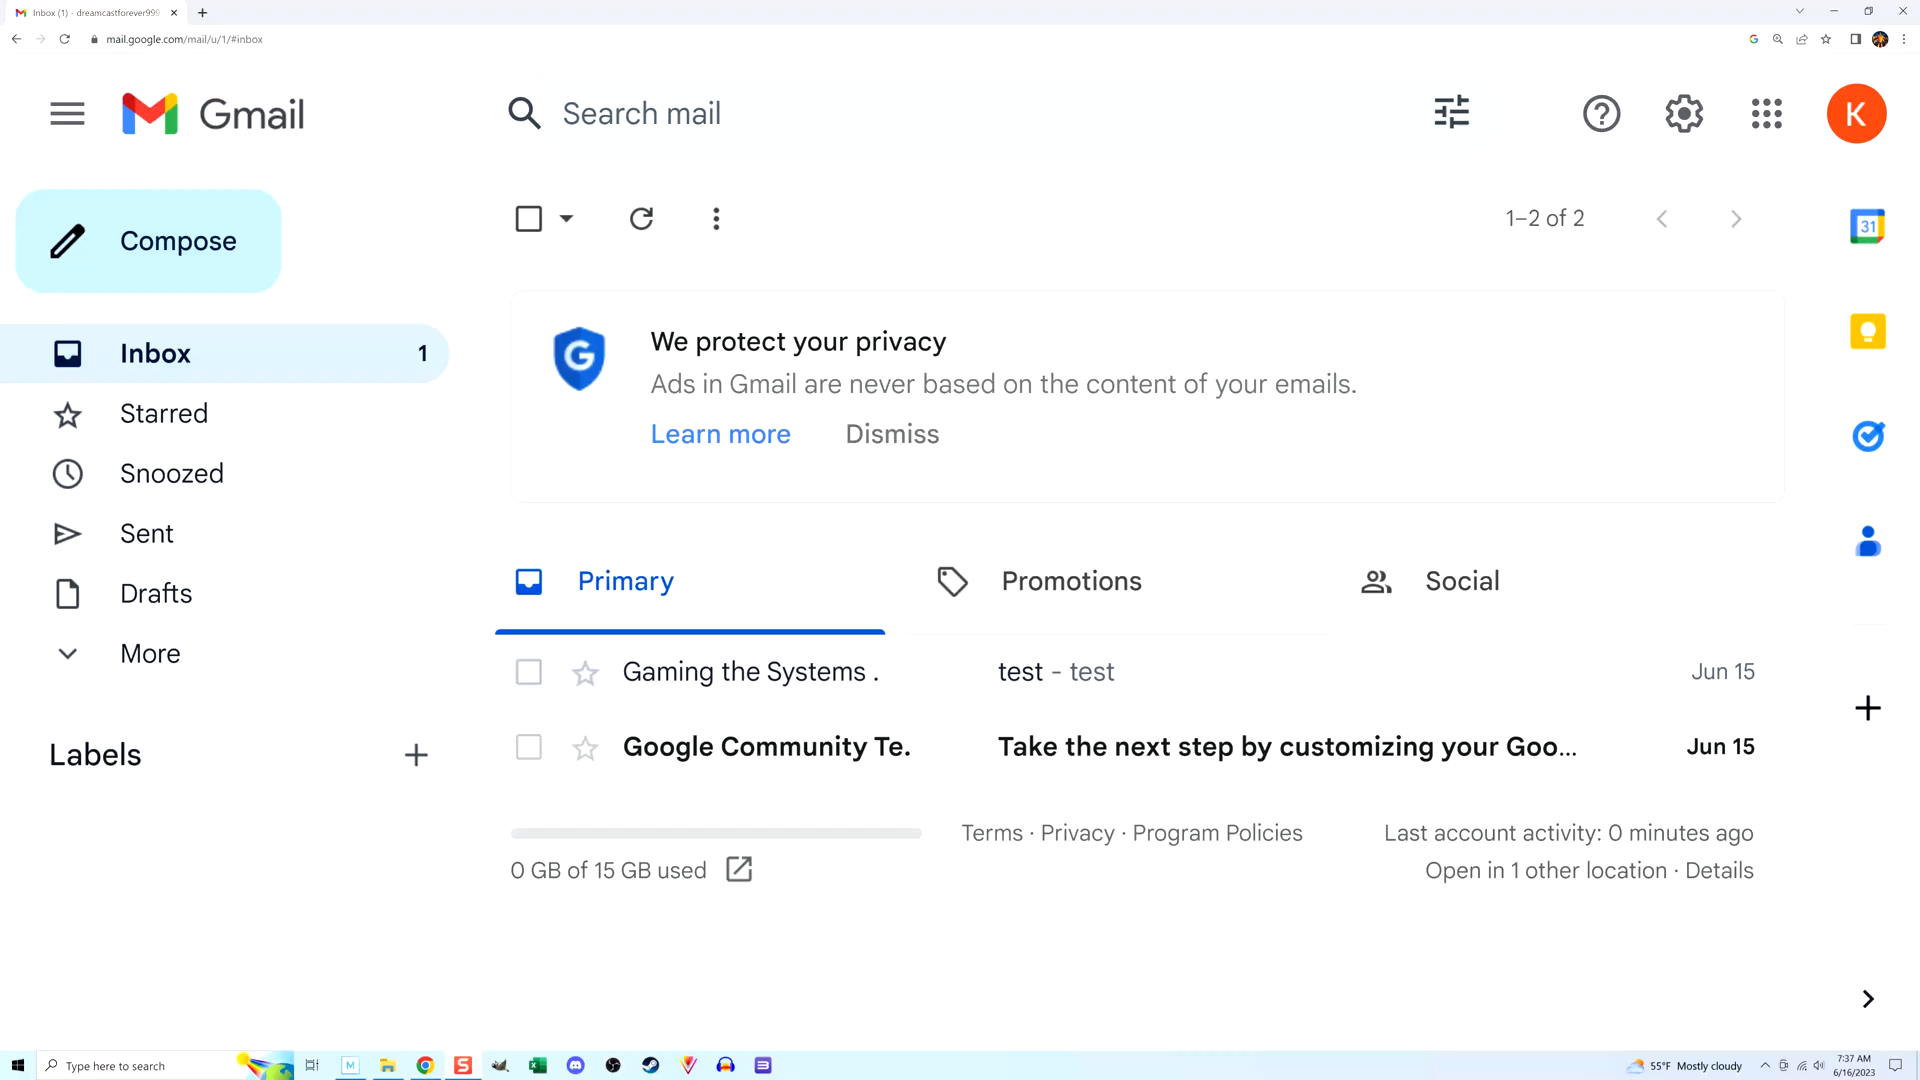 Inbox (1) - dreamcastforever999
mail.google.com/mail/u/1/#inbox
Gmail
Search mail
K
Compose
1–2 of 2
31
We protect your privacy
Ads in Gmail are never based on the content of your emails.
Learn more Dismiss
Inbox 1
Starred
Snoozed
Sent
Drafts
More
Labels
Primary Promotions Social
Gaming the Systems . test - test Jun 15
Google Community Te. Take the next step by customizing your Goo... Jun 15
0 GB of 15 GB used
Terms · Privacy · Program Policies
Last account activity: 0 minutes ago
Open in 1 other location · Details
Type here to search
55°F Mostly cloudy
7:37 AM
6/16/2023